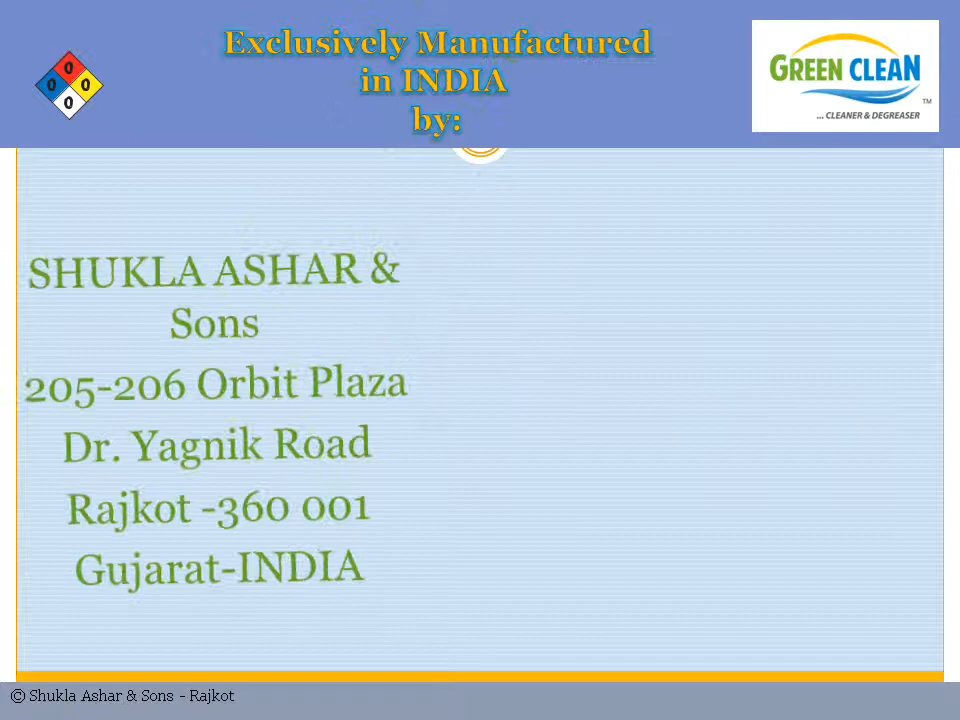 Exclusively Manufactured
in INDIA
by:
0
0 0
0
GREEN CLEAN
TM
... CLEANER & DEGREASER
SHUKLA ASHAR &
Sons
205-206 Orbit Plaza
Dr. Yagnik Road
Rajkot -360 001
Gujarat-INDIA
© Shukla Ashar & Sons - Rajkot